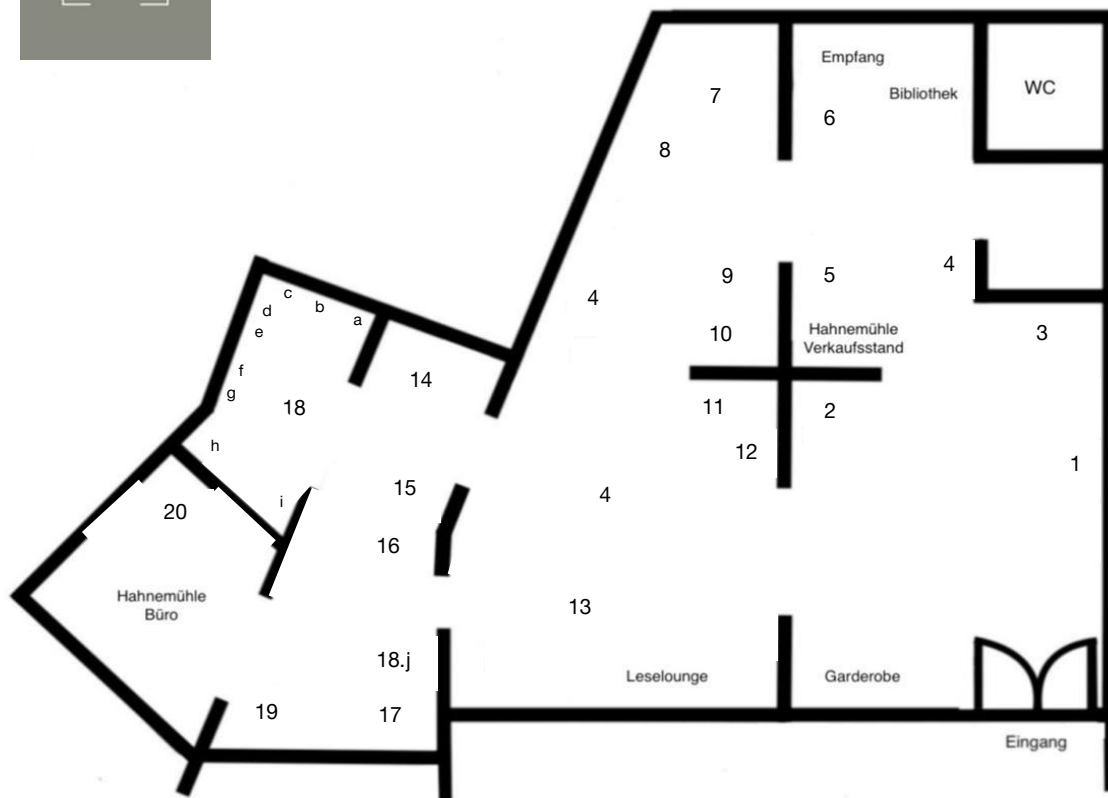 Empfang
WC
Bibliothek
7
6
8
4
5
9
4
c
b
d
a
e
3
Hahnemühle
Verkaufsstand
10
f
14
g
18
11
2
h
12
1
15
4
i
20
16
Hahnemühle
Büro
13
18.j
Leselounge
Garderobe
19
17
Eingang